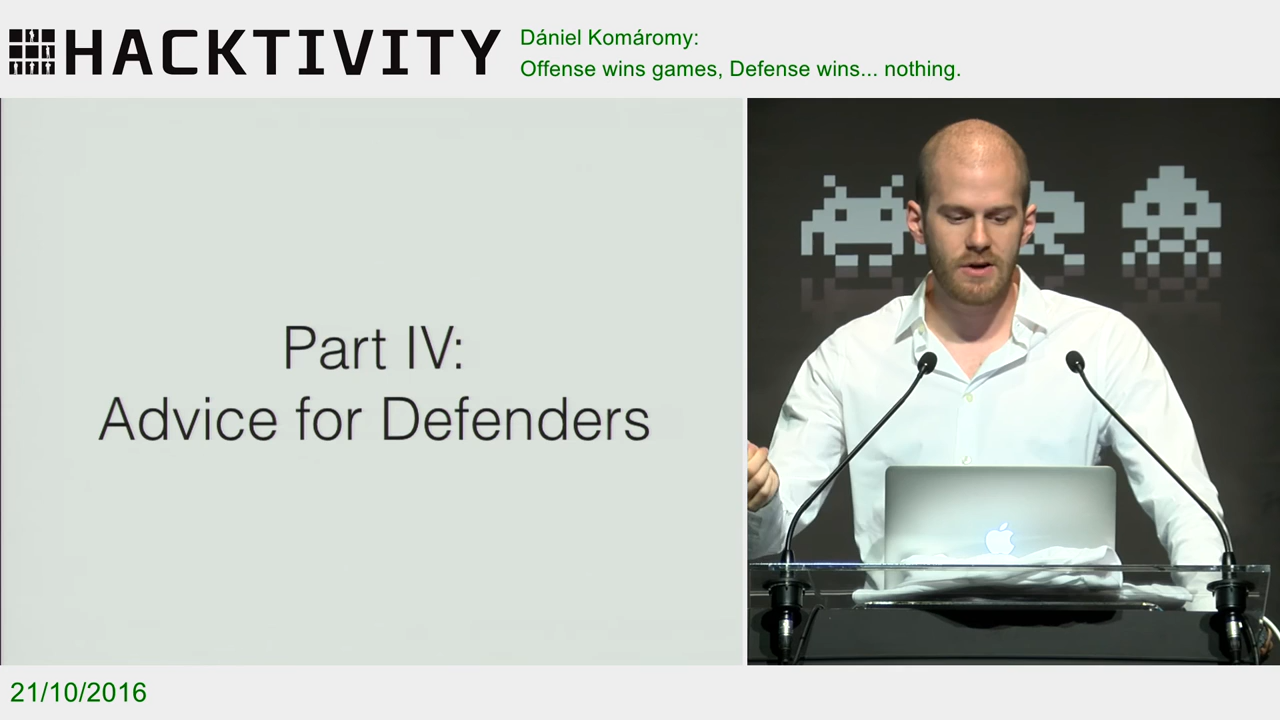 HACKTIVITY
Dániel Komáromy:
Offense wins games, Defense wins... nothing.
Part IV:
Advice for Defenders
21/10/2016